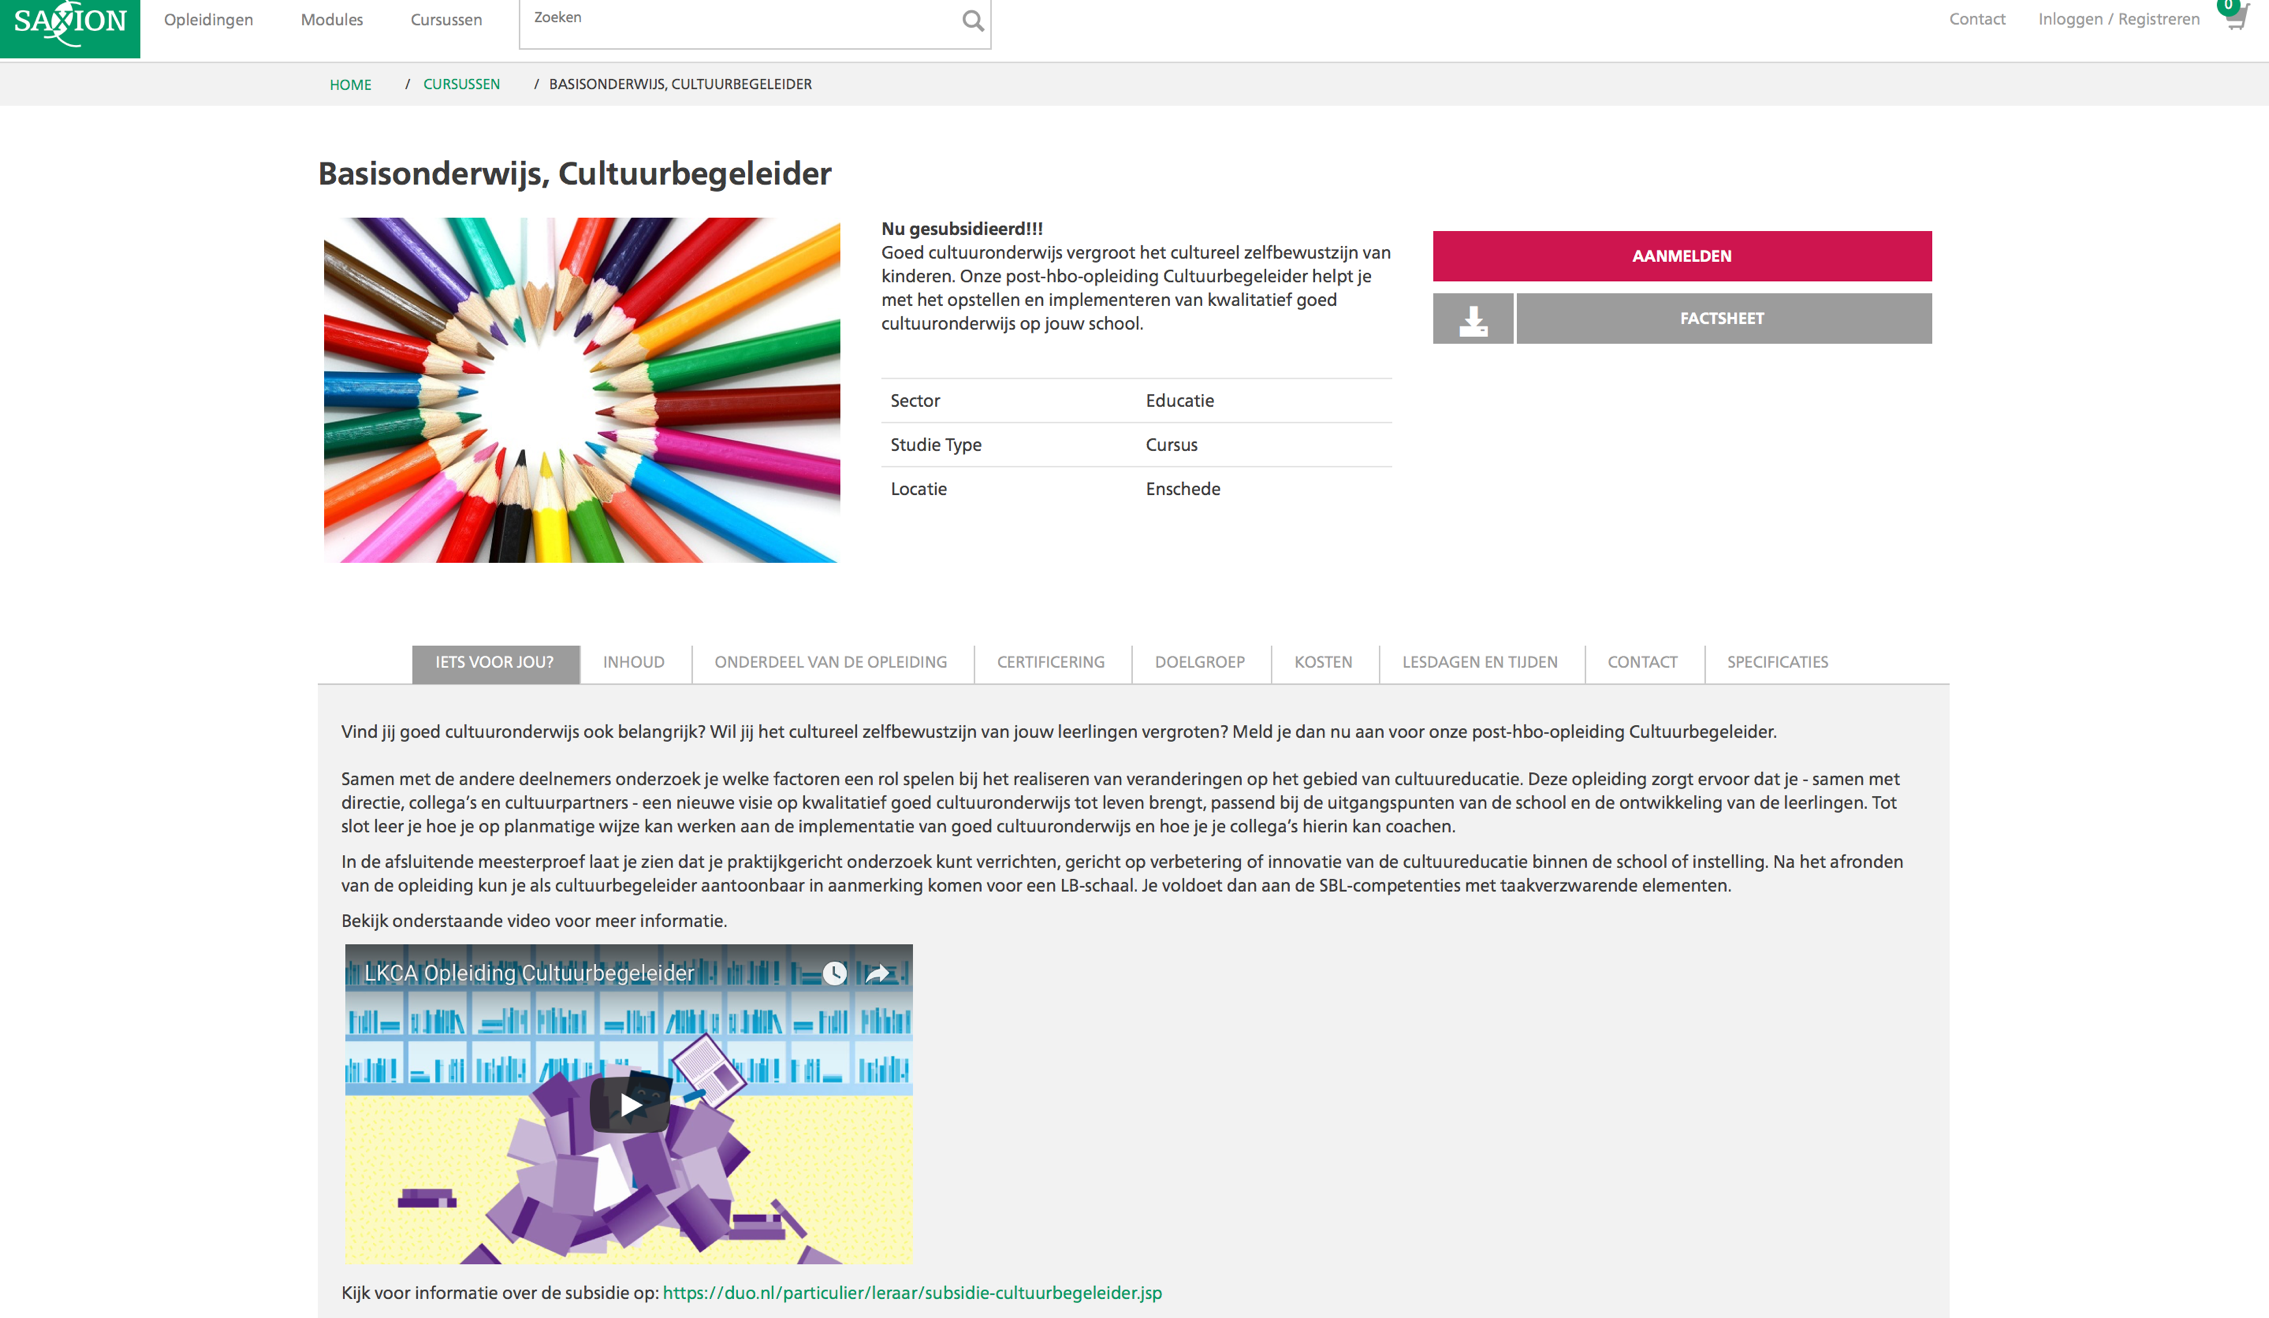 SAXION
Opleidingen
Modules
Cursussen
Zoeken
Contact
Inloggen / Registreren
0
HOME / CURSUSSEN / BASISONDERWIJS, CULTUURBEGELEIDER
Basisonderwijs, Cultuurbegeleider
Nu gesubsidieerd!!!
Goed cultuuronderwijs vergroot het cultureel zelfbewustzijn van
kinderen. Onze post-hbo-opleiding Cultuurbegeleider helpt je
met het opstellen en implementeren van kwalitatief goed
cultuuronderwijs op jouw school.
Sector Educatie
Studie Type Cursus
Locatie Enschede
AANMELDEN
FACTSHEET
IETS VOOR JOU?
INHOUD
ONDERDEEL VAN DE OPLEIDING
CERTIFICERING
DOELGROEP
KOSTEN
LESDAGEN EN TIJDEN
CONTACT
SPECIFICATIES
Vind jij goed cultuuronderwijs ook belangrijk? Wil jij het cultureel zelfbewustzijn van jouw leerlingen vergroten? Meld je dan nu aan voor onze post-hbo-opleiding Cultuurbegeleider.
Samen met de andere deelnemers onderzoek je welke factoren een rol spelen bij het realiseren van veranderingen op het gebied van cultuureducatie. Deze opleiding zorgt ervoor dat je - samen met
directie, collega's en cultuurpartners - een nieuwe visie op kwalitatief goed cultuuronderwijs tot leven brengt, passend bij de uitgangspunten van de school en de ontwikkeling van de leerlingen. Tot
slot leer je hoe je op planmatige wijze kan werken aan de implementatie van goed cultuuronderwijs en hoe je je collega's hierin kan coachen.
In de afsluitende meesterproef laat je zien dat je praktijkgericht onderzoek kunt verrichten, gericht op verbetering of innovatie van de cultuureducatie binnen de school of instelling. Na het afronden
van de opleiding kun je als cultuurbegeleider aantoonbaar in aanmerking komen voor een LB-schaal. Je voldoet dan aan de SBL-competenties met taakverzwarende elementen.
Bekijk onderstaande video voor meer informatie.
LKCA Opleiding Cultuurbegeleider
Kijk voor informatie over de subsidie op: https://duo.nl/particulier/leraar/subsidie-cultuurbegeleider.jsp